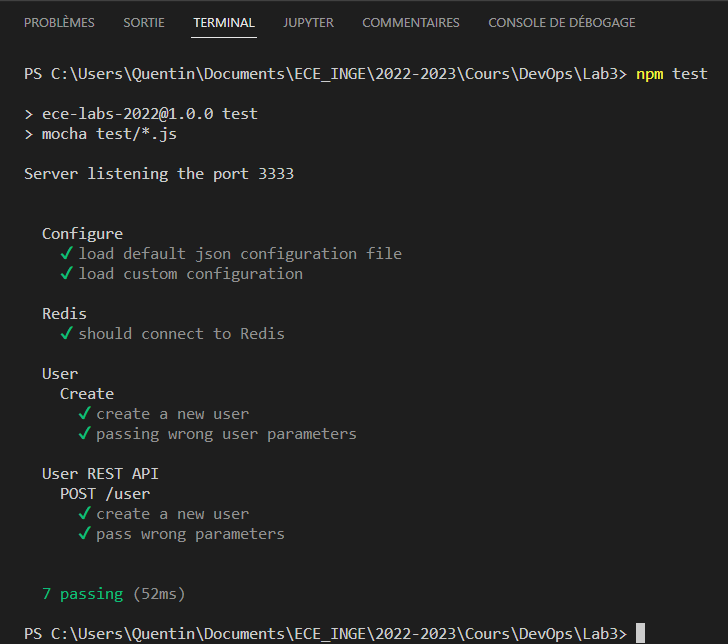 PROBLÈMES SORTIE TERMINAL JUPYTER COMMENTAIRES CONSOLE DE DÉBOGAGE
PS C:\Users\Quentin\Documents\ECE_INGE\2022-2023\Cours\DevOps\Lab3> npm test
> ece-labs-2022@1.0.0 test
> mocha test/*.js
Server listening the port 3333
Configure
✓ load default json configuration file
✓ load custom configuration
Redis
✓ should connect to Redis
User
Create
✓ create a new user
✓ passing wrong user parameters
User REST API
POST /user
✓ create a new user
✓ pass wrong parameters
7 passing (52ms)
PS C:\Users\Quentin\Documents\ECE_INGE\2022-2023\Cours\DevOps\Lab3>